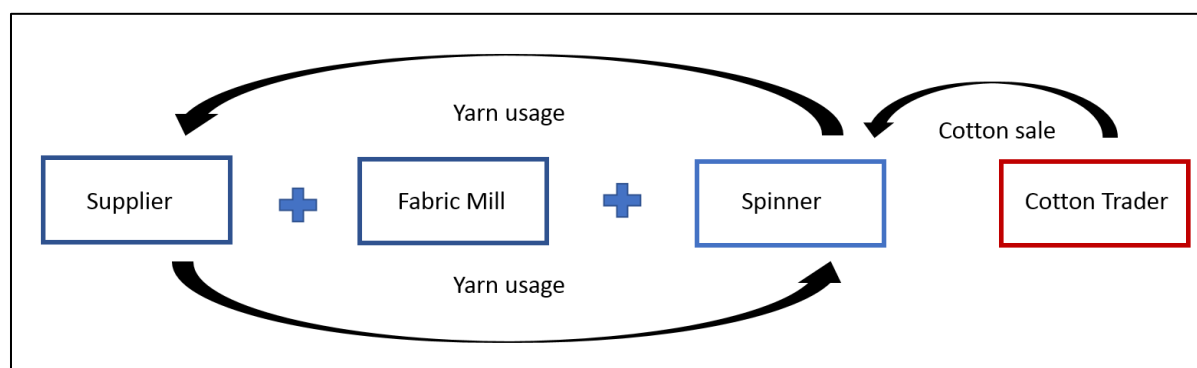 Yarn usage
Cotton sale
Supplier
Fabric Mill
Spinner
Cotton Trader
Yarn usage